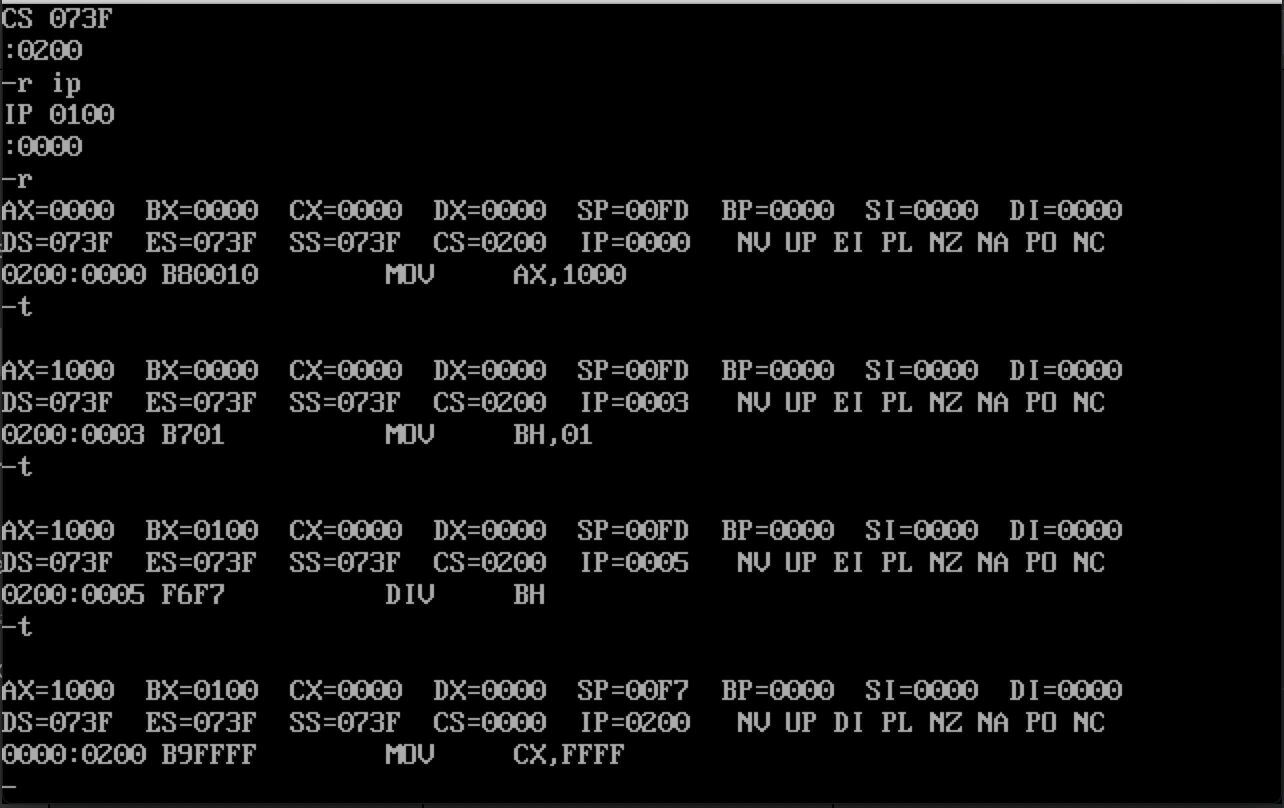 CS 073F
:0200
-r ip
IP 0100
:0000
-r
AX=0000  BX=0000  CX=0000  DX=0000  SP=00FD  BP=0000  SI=0000  DI=0000
DS=073F  ES=073F  SS=073F  CS=0200  IP=0000   NV UP EI PL NZ NA PO NC
0200:0000 B80010        MOV     AX,1000
-t
AX=1000  BX=0000  CX=0000  DX=0000  SP=00FD  BP=0000  SI=0000  DI=0000
DS=073F  ES=073F  SS=073F  CS=0200  IP=0003   NV UP EI PL NZ NA PO NC
0200:0003 B701          MOV     BH,01
-t
AX=1000  BX=0100  CX=0000  DX=0000  SP=00FD  BP=0000  SI=0000  DI=0000
DS=073F  ES=073F  SS=073F  CS=0200  IP=0005   NV UP EI PL NZ NA PO NC
0200:0005 F6F7          DIV     BH
-t
AX=1000  BX=0100  CX=0000  DX=0000  SP=00F7  BP=0000  SI=0000  DI=0000
DS=073F  ES=073F  SS=073F  CS=0000  IP=0200   NV UP DI PL NZ NA PO NC
0000:0200 B9FFFF        MOV     CX,FFFF
-